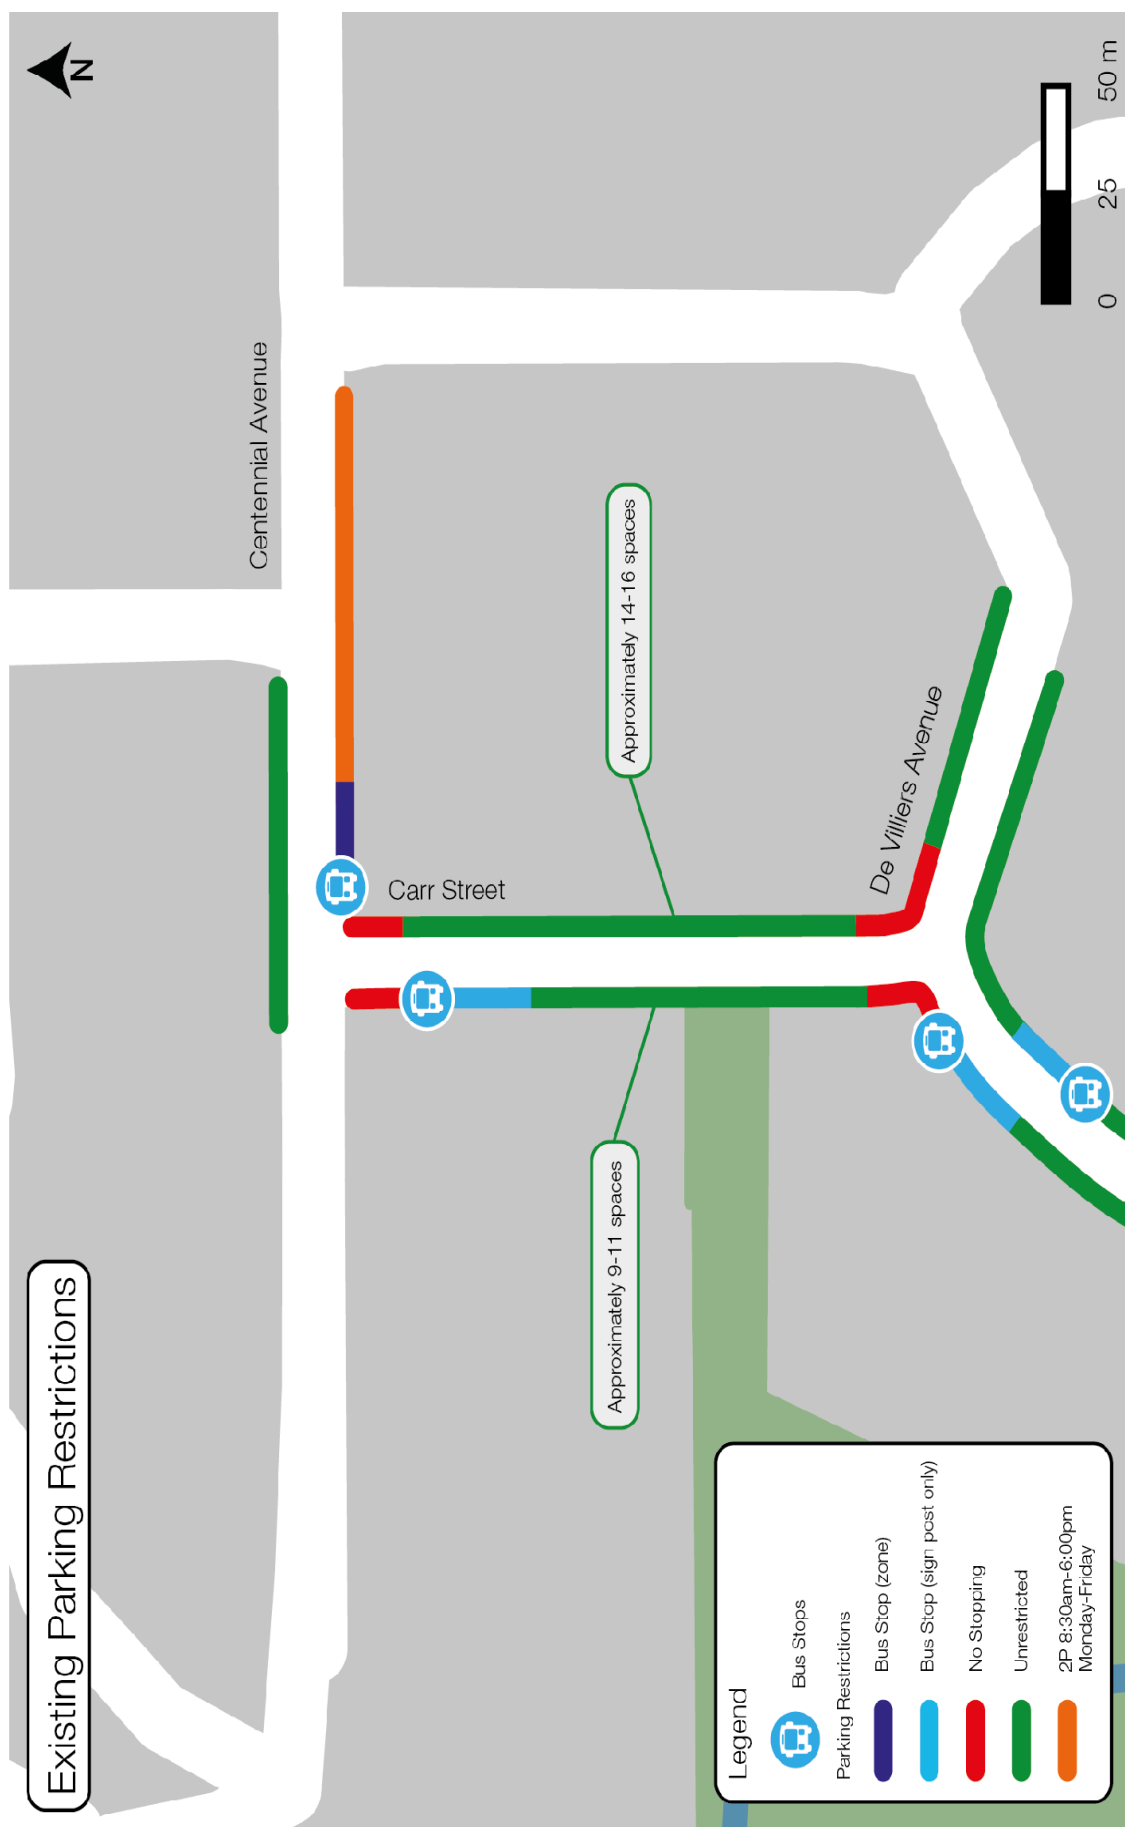 Existing Parking Restrictions
N
Centennial Avenue
Carr Street
Approximately 14-16 spaces
Approximately 9-11 spaces
De Villiers Avenue
Legend
Bus Stops
Parking Restrictions
Bus Stop (zone)
Bus Stop (sign post only)
No Stopping
Unrestricted
2P 8:30am-6:00pm
Monday-Friday
0 25 50 m